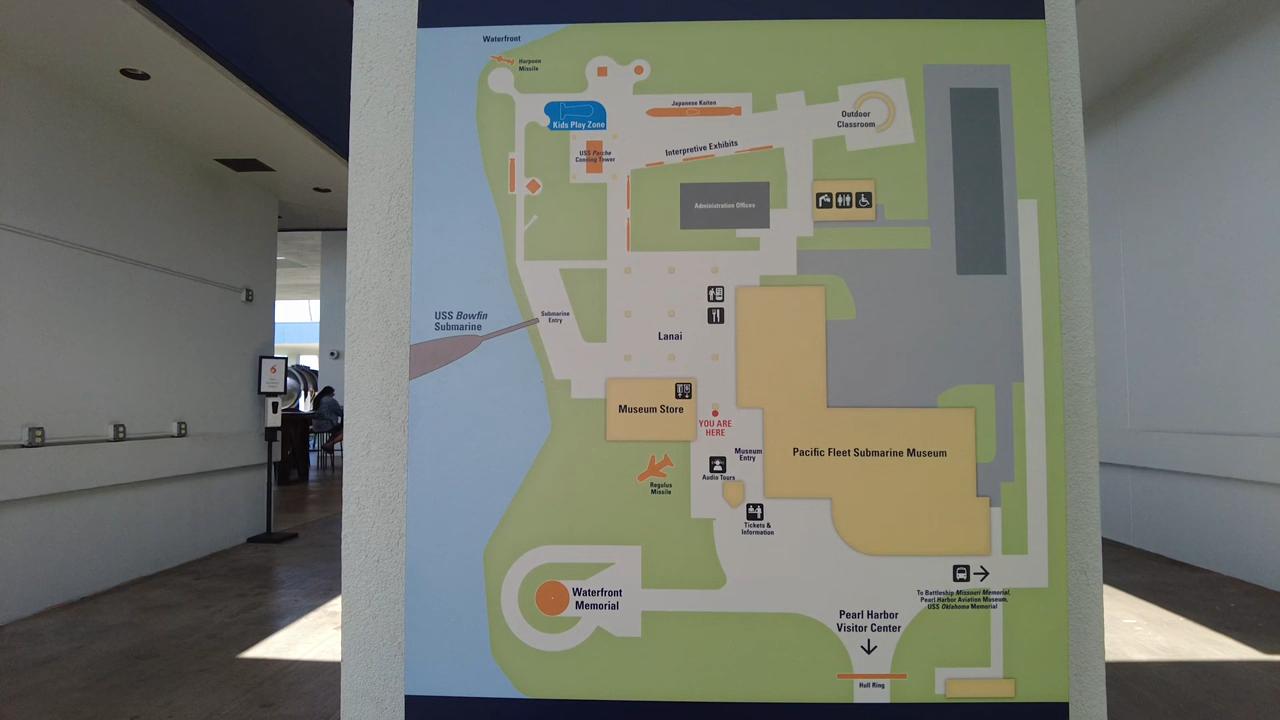 Waterfront
Harpoon
Missile
Japanese Kaiten
Kids Play Zone
Outdoor
Classroom
USS Parche
Conning Tower
Interpretive Exhibits
Administration Offices
USS Bowfin
Submarine
Submarine
Entry
Lanai
Museum Store
YOU ARE
HERE
Museum
Entry
Pacific Fleet Submarine Museum
Audio Tours
Regulus
Missile
Tickets &
Information
Waterfront
Memorial
To Battleship Missouri Memorial,
Pearl Harbor Aviation Museum,
USS Oklahoma Memorial
Pearl Harbor
Visitor Center
Hull Ring